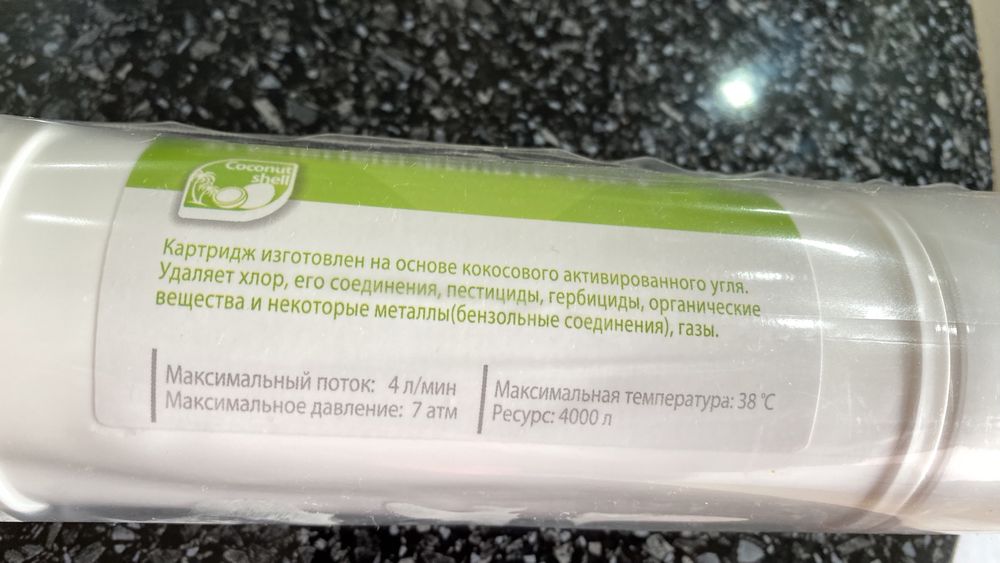 Coconut
shell
Картридж изготовлен на основе кокосового активированного угля.
Удаляет хлор, его соединения, пестициды, гербициды, органические
вещества и некоторые металлы(бензольные соединения), газы.
Максимальный поток: 4 л/мин
Максимальное давление: 7 атм
Максимальная температура: 38 °C
Ресурс: 4000 л